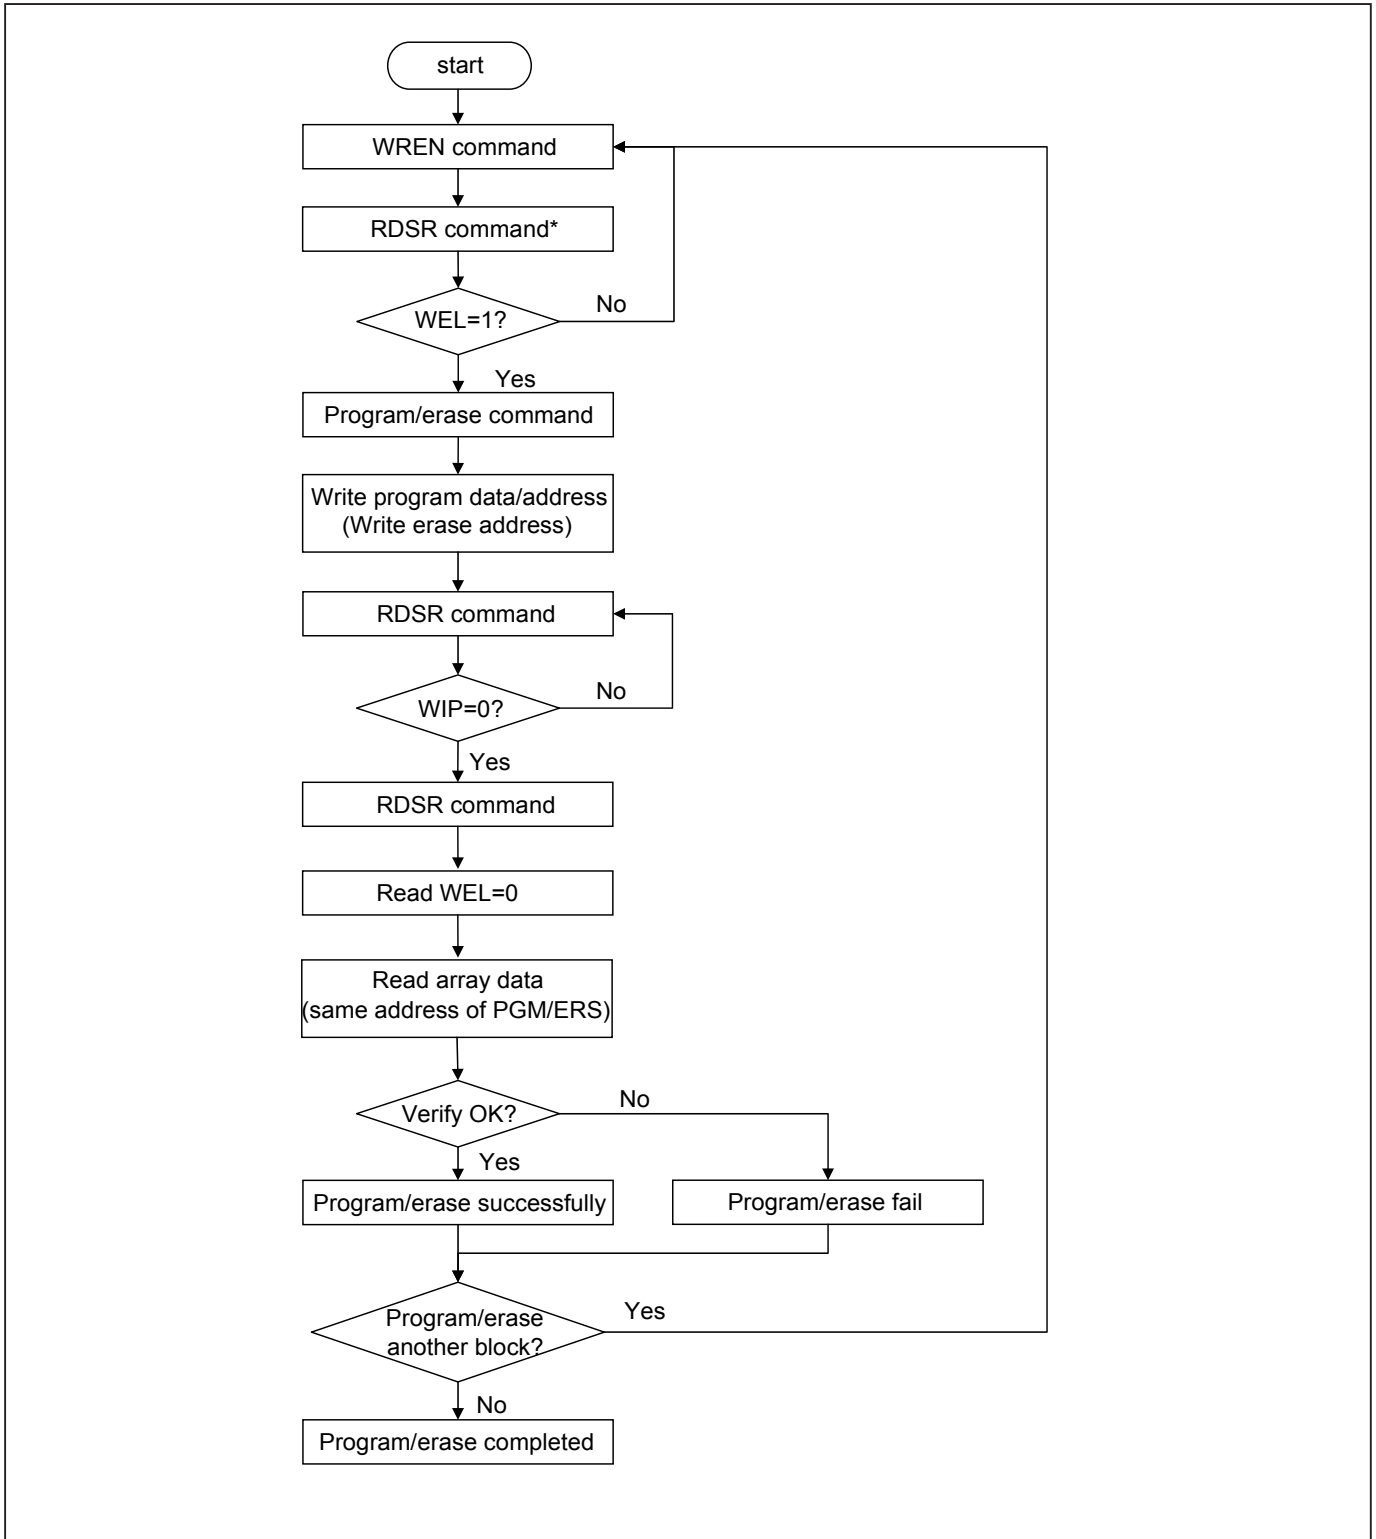 start
WREN command
RDSR command*
WEL=1?
No
Yes
Program/erase command
Write program data/address
(Write erase address)
RDSR command
WIP=0?
No
Yes
RDSR command
Read WEL=0
Read array data
(same address of PGM/ERS)
Verify OK?
No
Yes
Program/erase successfully
Program/erase fail
Program/erase
another block?
Yes
No
Program/erase completed